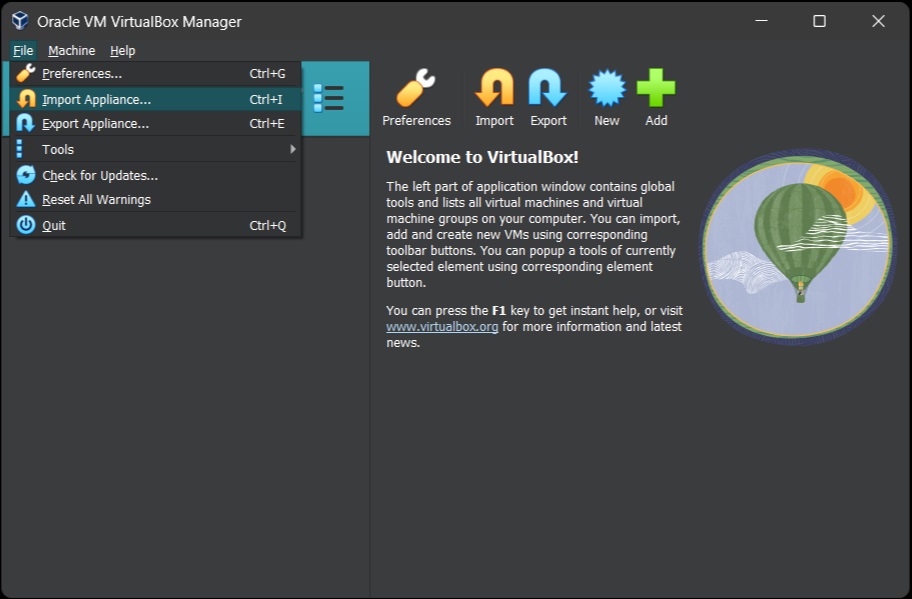 Oracle VM VirtualBox Manager
File Machine Help
Preferences... Ctrl+G
Import Appliance... Ctrl+I
Export Appliance... Ctrl+E
Tools
Check for Updates...
Reset All Warnings
Quit Ctrl+Q
Preferences Import Export New Add
Welcome to VirtualBox!
The left part of application window contains global
tools and lists all virtual machines and virtual
machine groups on your computer. You can import,
add and create new VMs using corresponding
toolbar buttons. You can popup a tools of currently
selected element using corresponding element
button.
You can press the F1 key to get instant help, or visit
www.virtualbox.org for more information and latest
news.